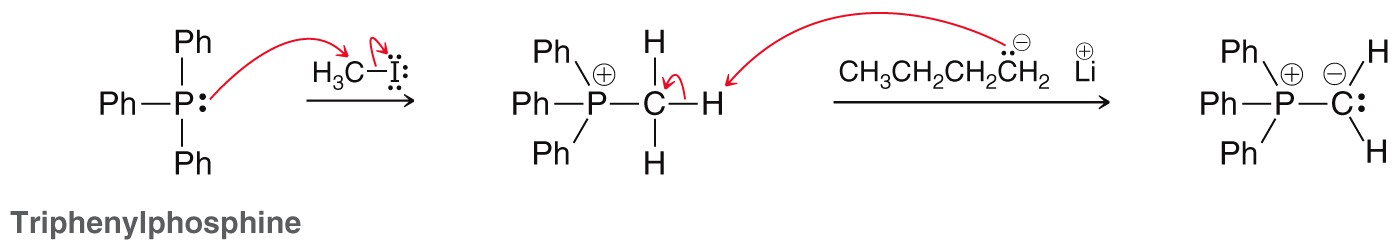 Ph
Ph P:
Ph
H3C I
Ph H
Ph P ⊕ C H
Ph H
CH3CH2CH2CH2 ⊖ Li ⊕
Ph H
Ph P ⊕ C: ⊖
Ph H
Triphenylphosphine